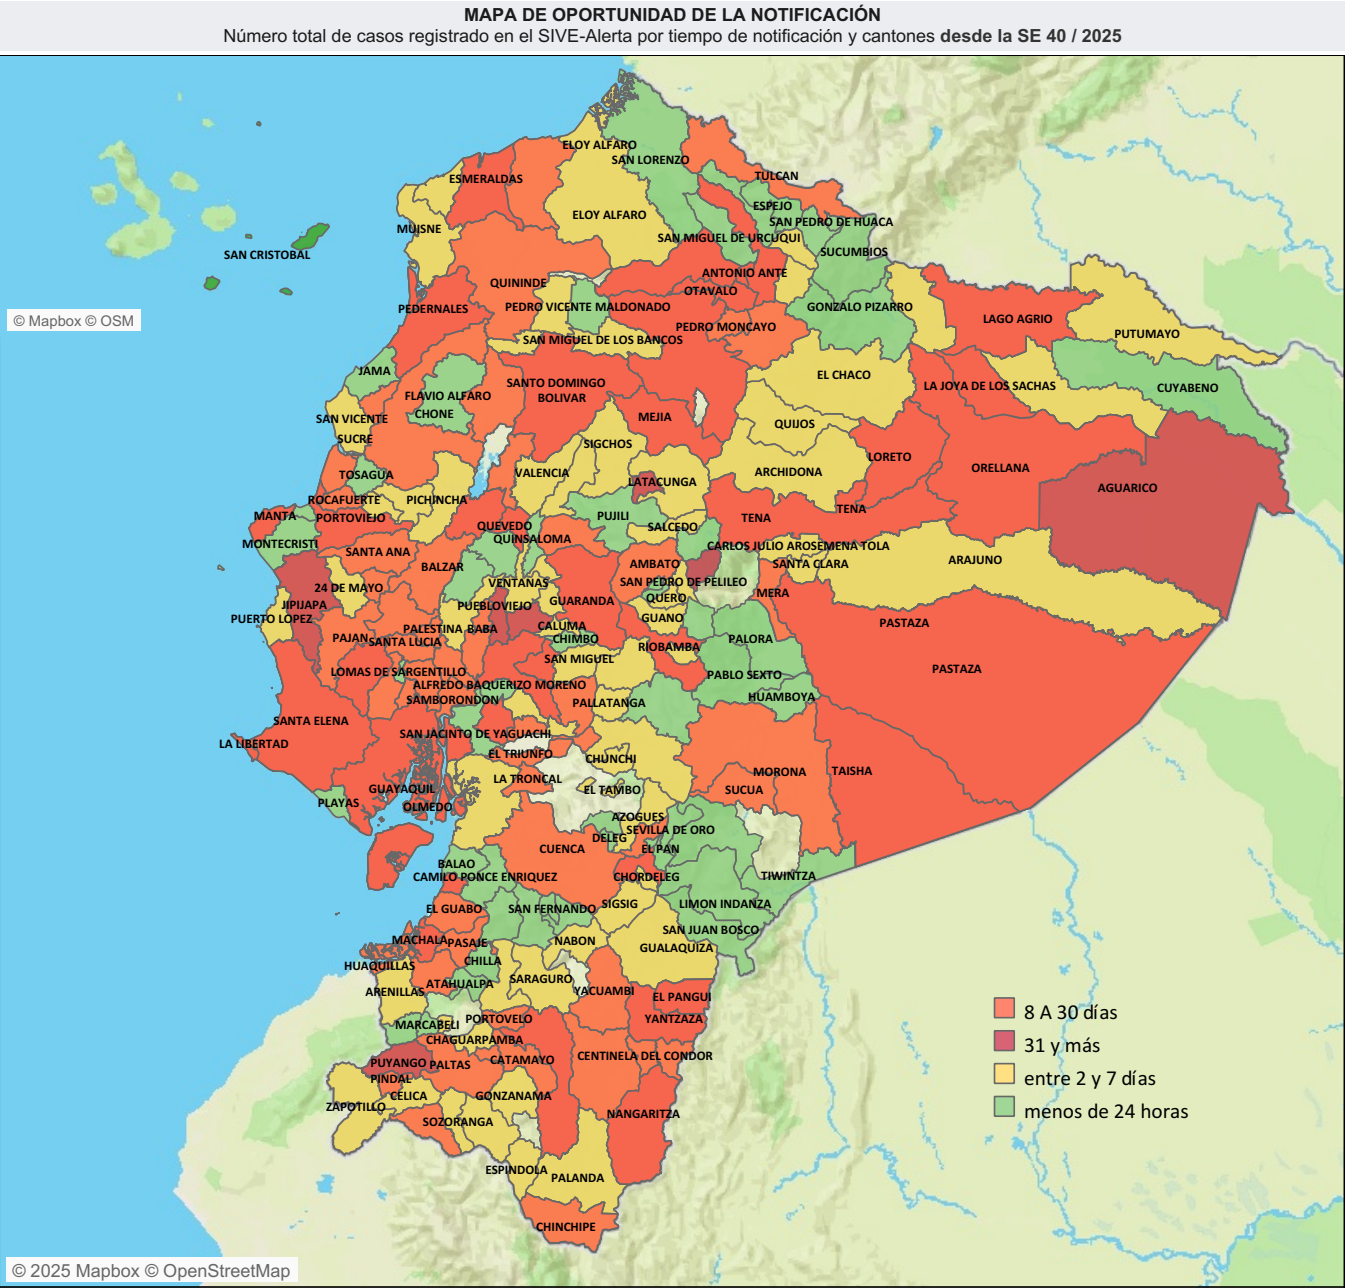 MAPA DE OPORTUNIDAD DE LA NOTIFICACIÓN
Número total de casos registrado en el SIVE-Alerta por tiempo de notificación y cantones desde la SE 40 / 2025
ELOY ALFARO
SAN LORENZO
ESMERALDAS
TULCAN
ESPEJO
ELOY ALFARO
SAN PEDRO DE HUACA
MUISNE
SAN MIGUEL DE URCUQUI
SUCUMBIOS
SAN CRISTOBAL
ANTONIO ANTE
QUININDE
OTAVALO
PEDERNALES
PEDRO VICENTE MALDONADO
GONZALO PIZARRO
© Mapbox © OSM
LAGO AGRIO
PEDRO MONCAYO
PUTUMAYO
SAN MIGUEL DE LOS BANCOS
JAMA
EL CHACO
SANTO DOMINGO
LA JOYA DE LOS SACHAS
CUYABENO
FLAVIO ALFARO
BOLIVAR
CHONE
SAN VICENTE
MEJIA
QUIJOS
SUCRE
SIGCHOS
LORETO
TOSAGUA
VALENCIA
ARCHIDONA
ORELLANA
LATACUNGA
AGUARICO
ROCAFUERTE
PICHINCHA
TENA
MANTA
PORTOVIEJO
PUJILI
TENA
QUEVEDO
SALCEDO
MONTECRISTI
QUINSALOMA
CARLOS JULIO AROSEMENA TOLA
SANTA ANA
ARAJUNO
BALZAR
AMBATO
SANTA CLARA
24 DE MAYO
VENTANAS
SAN PEDRO DE PELILEO
MERA
JIPIJAPA
PUEBLOVIEJO
GUARANDA
QUERO
PUERTO LOPEZ
GUANO
PASTAZA
PALESTINA
BABA
CALUMA
PAJAN
SANTA LUCIA
CHIMBO
PALORA
RIOBAMBA
SAN MIGUEL
PASTAZA
LOMAS DE SARGENTILLO
PABLO SEXTO
ALFREDO BAQUERIZO MORENO
HUAMBOYA
SAMBORONDON
PALLATANGA
SANTA ELENA
SAN JACINTO DE YAGUACHI
LA LIBERTAD
EL TRIUNFO
CHUNCHI
MORONA
TAISHA
LA TRONCAL
GUAYAQUIL
EL TAMBO
SUCUA
PLAYAS
OLMEDO
AZOGUES
SEVILLA DE ORO
DELEG
CUENCA
EL PAN
BALAO
CAMILO PONCE ENRIQUEZ
CHORDELEG
TIWINTZA
EL GUABO
SAN FERNANDO
SIGSIG
LIMON INDANZA
SAN JUAN BOSCO
MACHALA
PASAJE
NABON
GUALAQUIZA
HUAQUILLAS
CHILLA
ATAHUALPA
SARAGURO
ARENILLAS
YACUAMBI
EL PANGUI
MARCABELI
PORTOVELO
YANTZAZA
8 A 30 días
CHAGUARPAMBA
31 y más
PUYANGO
PALTAS
CATAMAYO
CENTINELA DEL CONDOR
PINDAL
entre 2 y 7 días
CELICA
GONZANAMA
ZAPOTILLO
NANGARITZA
menos de 24 horas
SOZORANGA
ESPINDOLA
PALANDA
CHINCHIPE
© 2025 Mapbox © OpenStreetMap